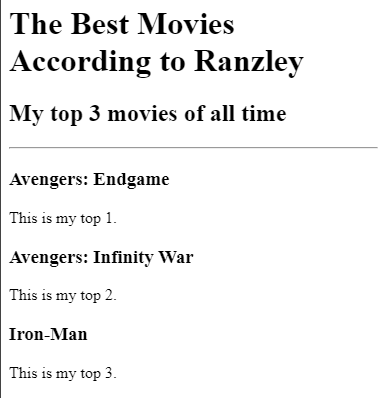 The Best Movies
According to Ranzley
My top 3 movies of all time
Avengers: Endgame
This is my top 1.
Avengers: Infinity War
This is my top 2.
Iron-Man
This is my top 3.